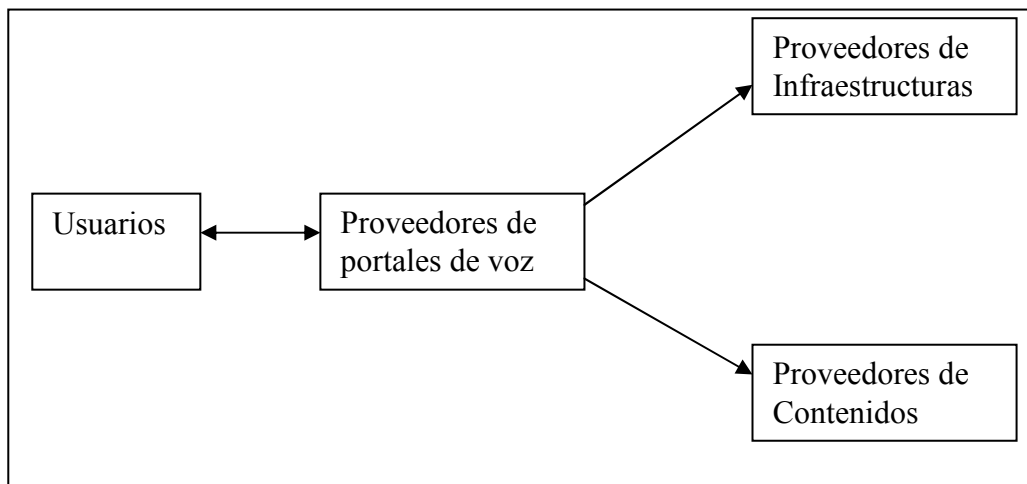 Proveedores de
Infraestructuras
Usuarios
Proveedores de
portales de voz
Proveedores de
Contenidos